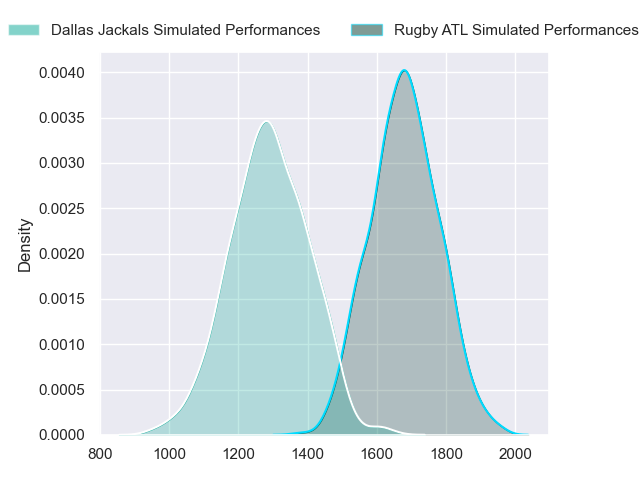 Dallas Jackals Simulated Performances
Rugby ATL Simulated Performances
0.0040
0.0035
0.0030
0.0025
0.0020
0.0015
0.0010
0.0005
0.0000
Density
800 1000 1200 1400 1600 1800 2000